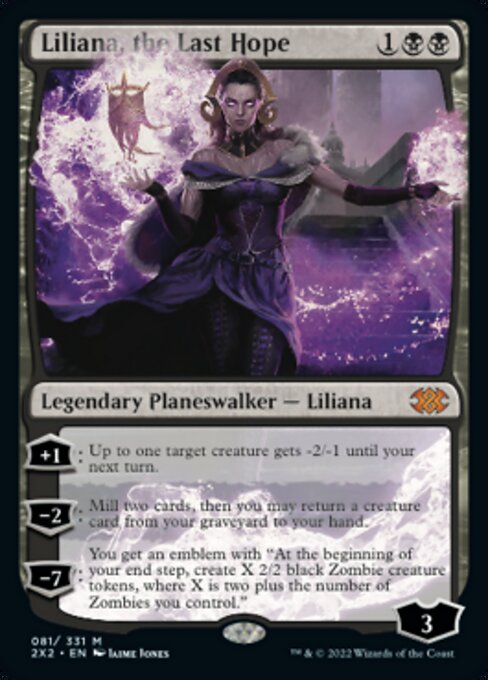 Liliana, the Last Hope 1
Legendary Planeswalker — Liliana
+1 : Up to one target creature gets -2/-1 until your
next turn.
-2 : Mill two cards, then you may return a creature
card from your graveyard to your hand.
-7 : You get an emblem with “At the beginning of
your end step, create X 2/2 black Zombie creature
tokens, where X is two plus the number of
Zombies you control.”
3
081/331 M
2X2 • EN Jaime Jones
™ & © 2022 Wizards of the Coast